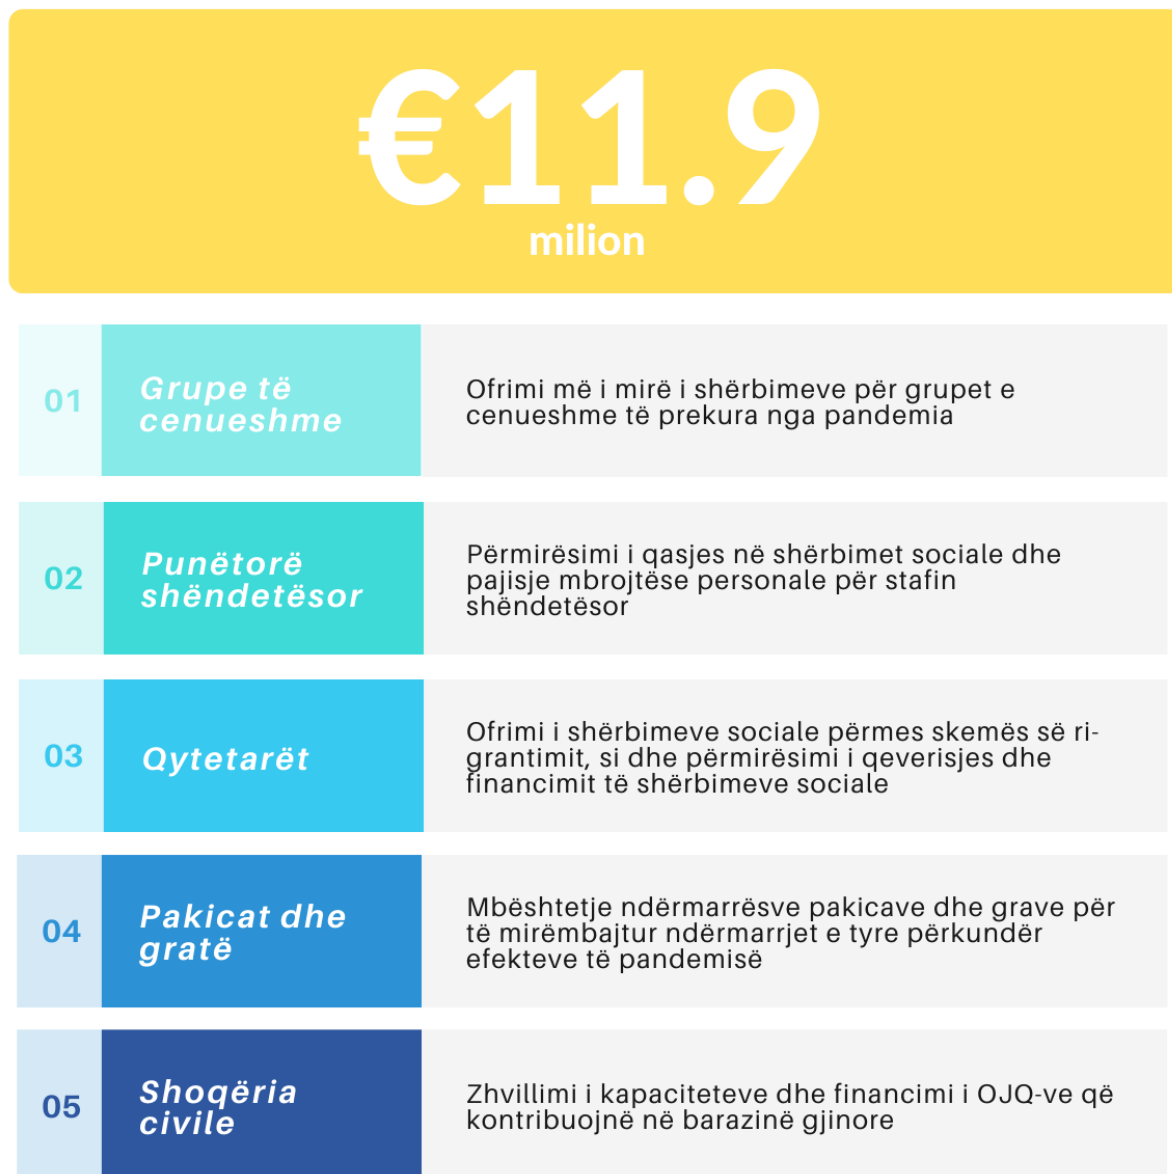 €11.9
milion
01
Grupe të
cenueshme
Ofrimi më i mirë i shërbimeve për grupet e
cenueshme të prekura nga pandemia
02
Punëtorë
shëndetësor
Përmirësimi i qasjes në shërbimet sociale dhe
pajisje mbrojtëse personale për stafin
shëndetësor
03
Qytetarët
Ofrimi i shërbimeve sociale përmes skemës së ri-
grantimit, si dhe përmirësimi i qeverisjes dhe
financimit të shërbimeve sociale
04
Pakicat dhe
gratë
Mbështetje ndërmarrësve pakicave dhe grave për
të mirëmbajtur ndërmarrjet e tyre përkundër
efekteve të pandemisë
05
Shoqëria
civile
Zhvillimi i kapaciteteve dhe financimi i OJQ-ve që
kontribuojnë në barazinë gjinore